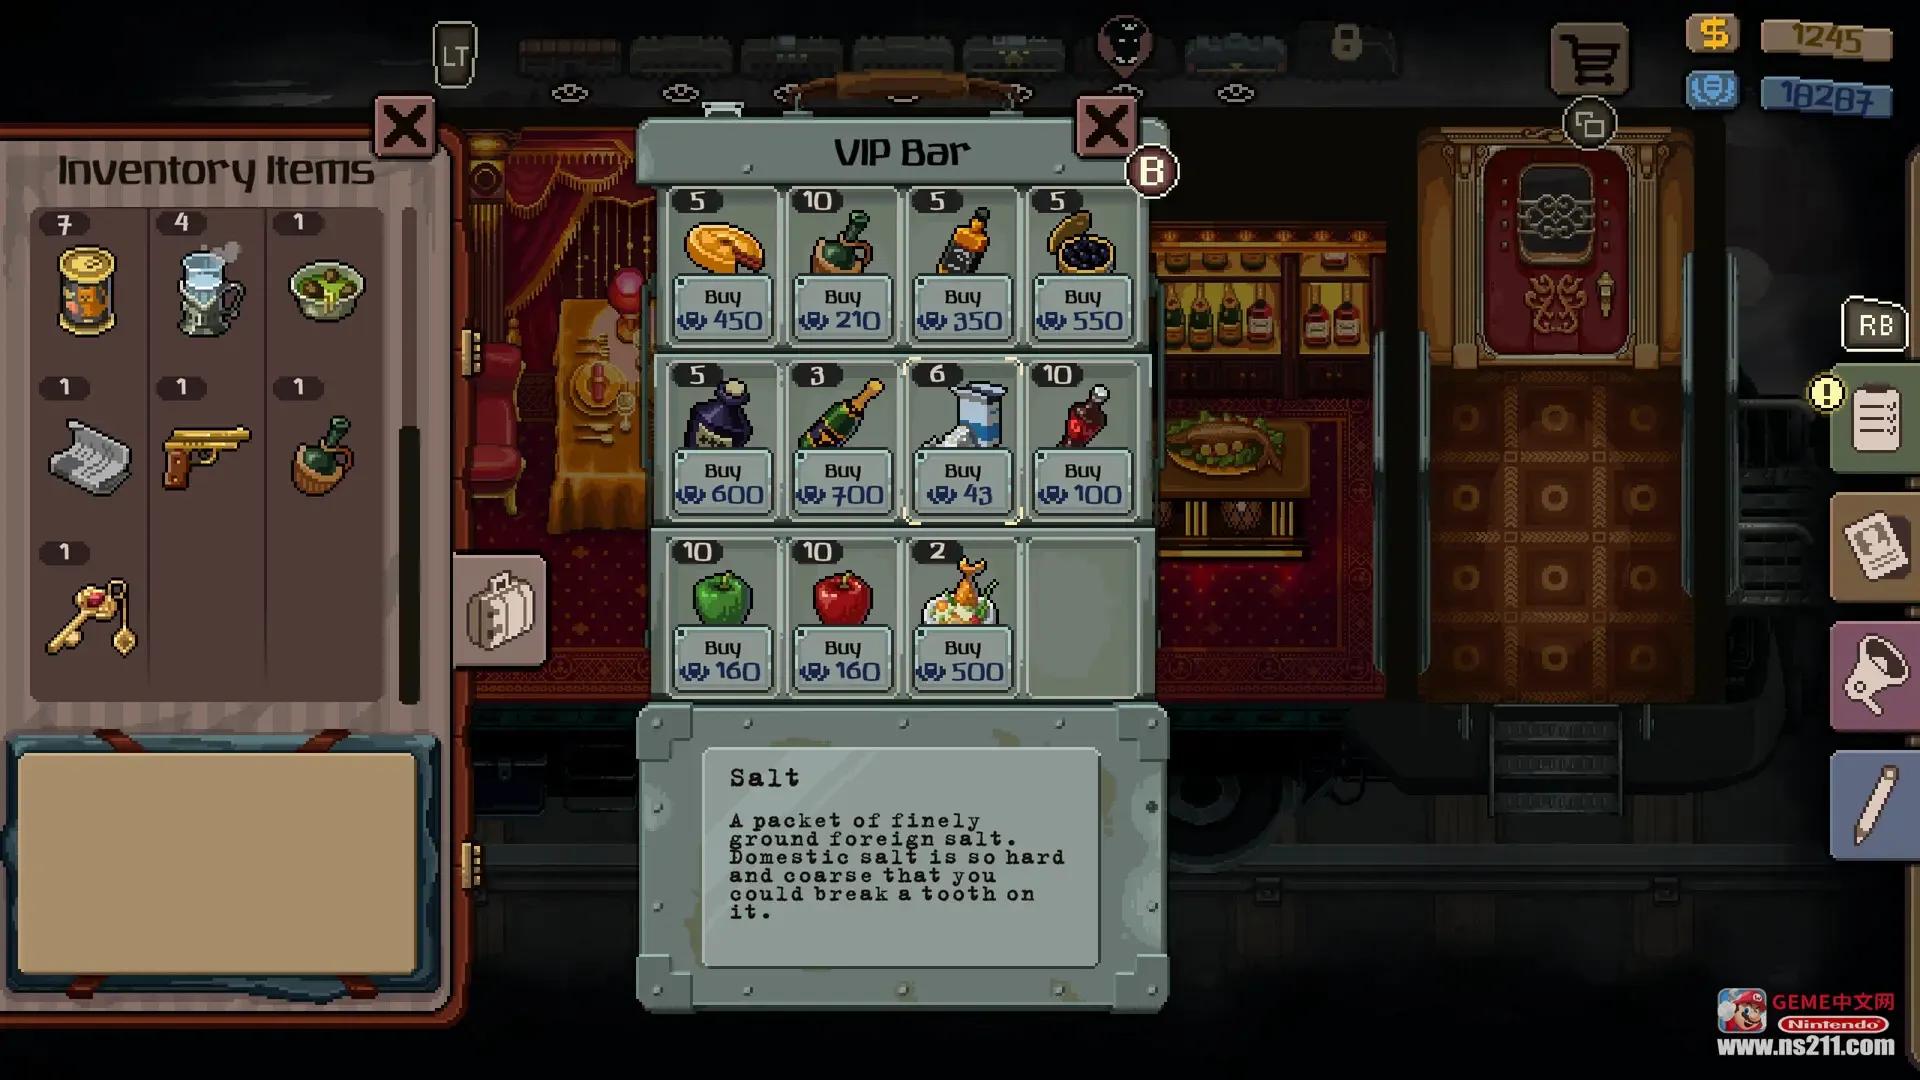 LT
$ 1245
18287
Inventory Items
VIP Bar
B
7 4 1
5 10 5 5
Buy Buy Buy Buy
450 210 350 550
RB
1 1 1
5 3 6 10
Buy Buy Buy Buy
600 700 43 100
!
1
10 10 2
Buy Buy Buy
160 160 500
Salt
A packet of finely
ground foreign salt.
Domestic salt is so hard
and coarse that you
could break a tooth on
it.
GEME中文网
Nintendo
www.ns211.com